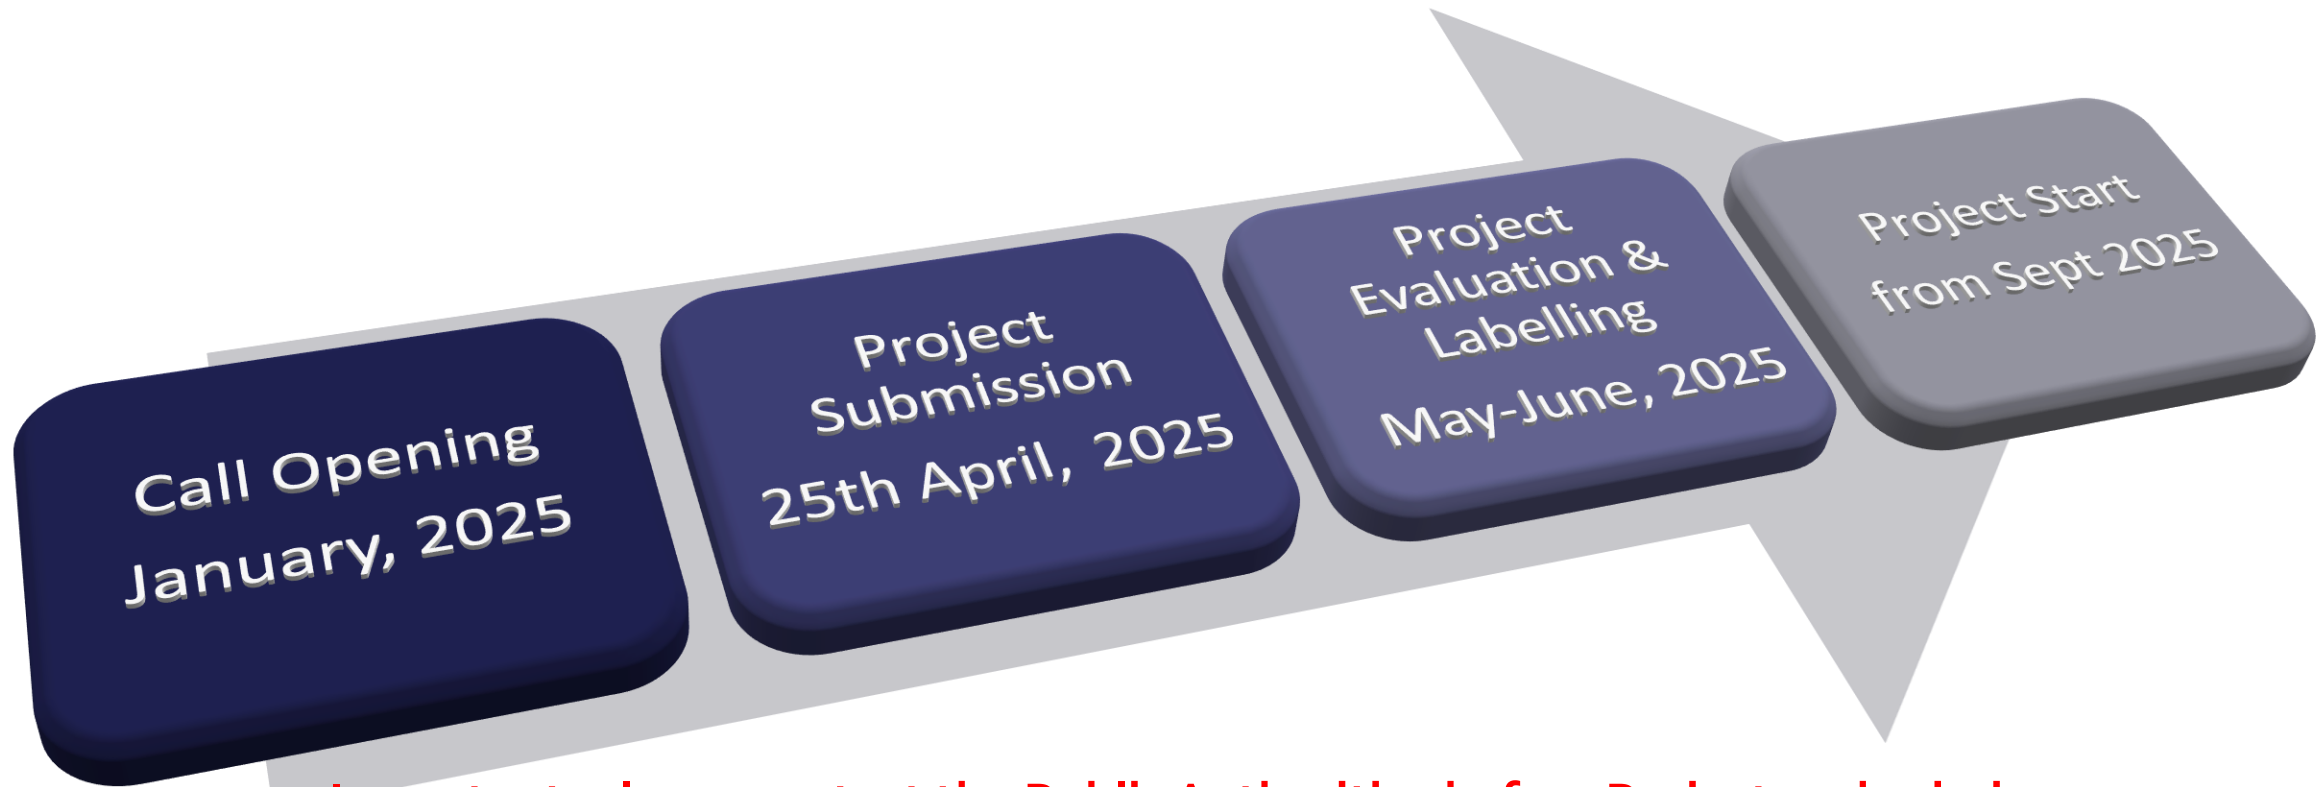 Call Opening
January, 2025
Project
Submission
25th April, 2025
Project
Evaluation &
Labelling
May-June, 2025
Project Start
from Sept 2025